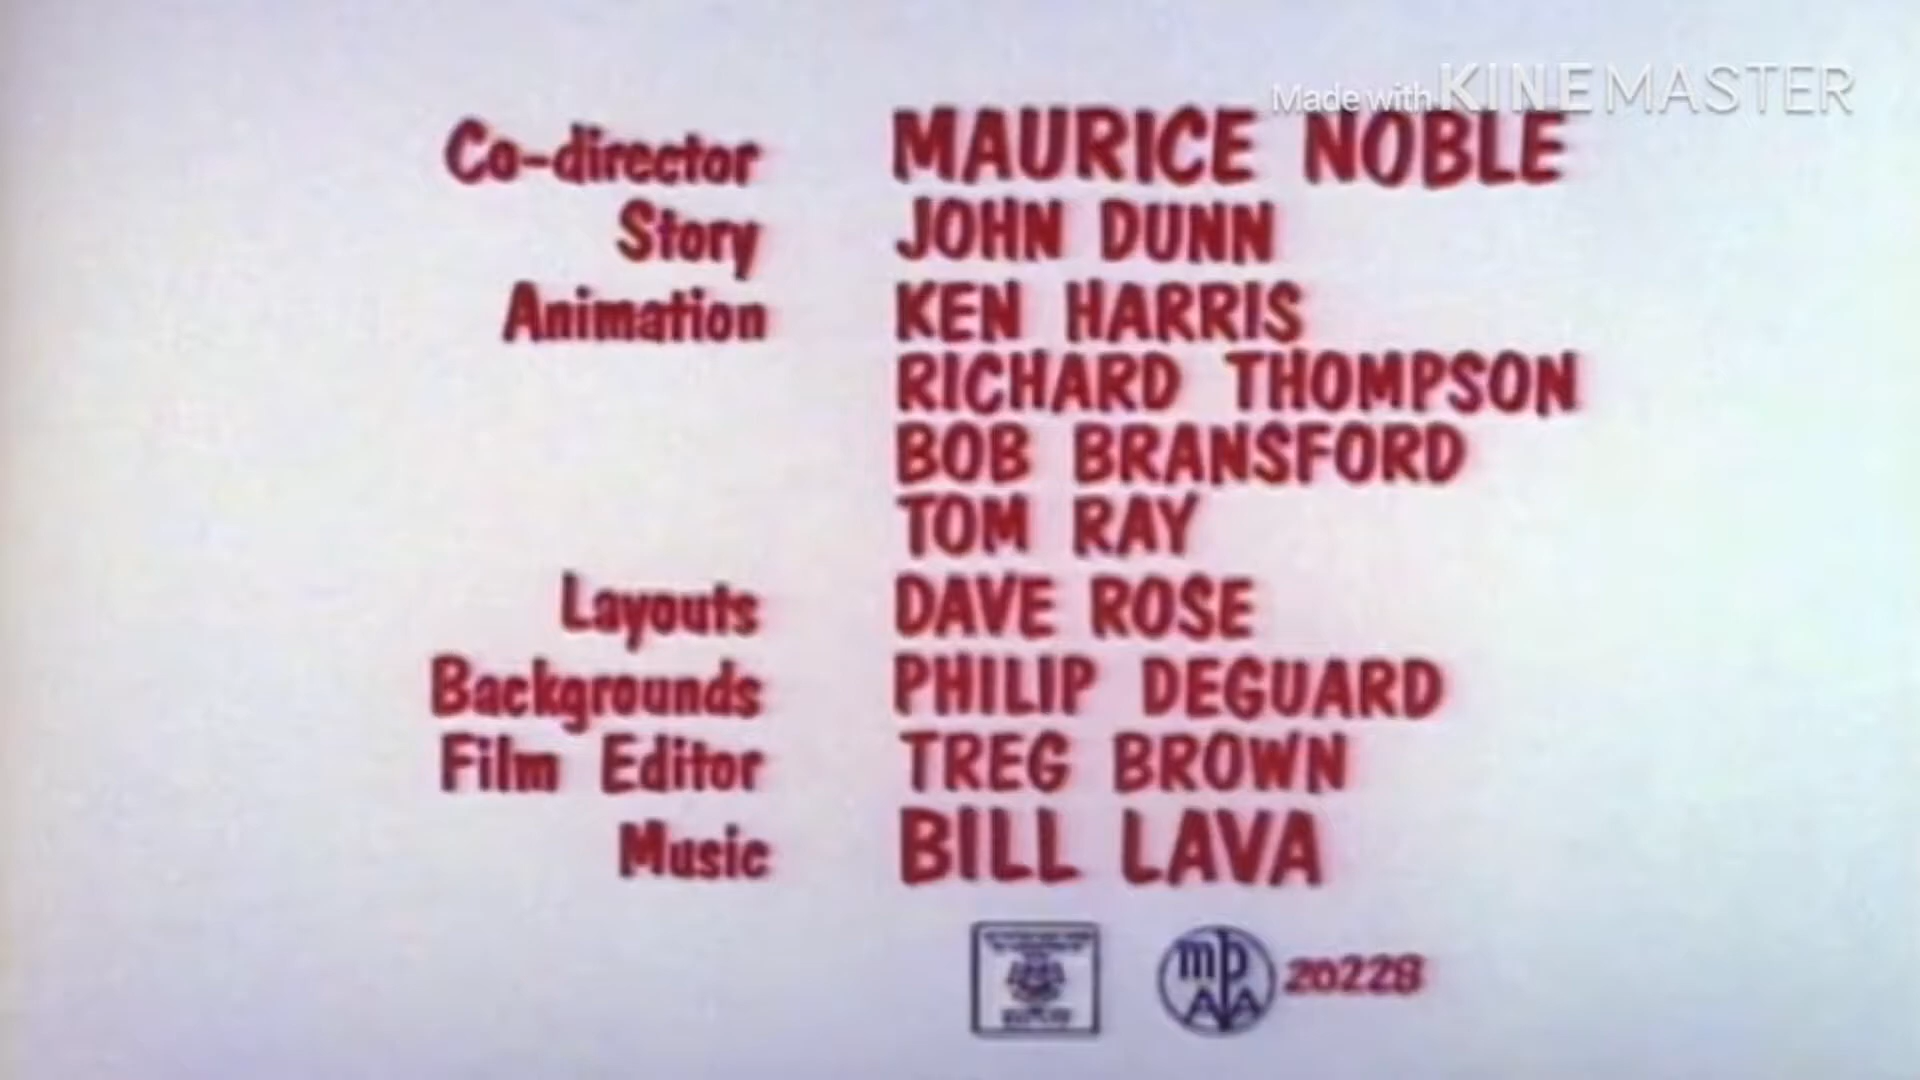 Made with KINEMASTER
Co-director MAURICE NOBLE
Story JOHN DUNN
Animation KEN HARRIS
RICHARD THOMPSON
BOB BRANSFORD
TOM RAY
Layouts DAVE ROSE
Backgrounds PHILIP DEGUARD
Film Editor TREG BROWN
Music BILL LAVA
MPAA 20228